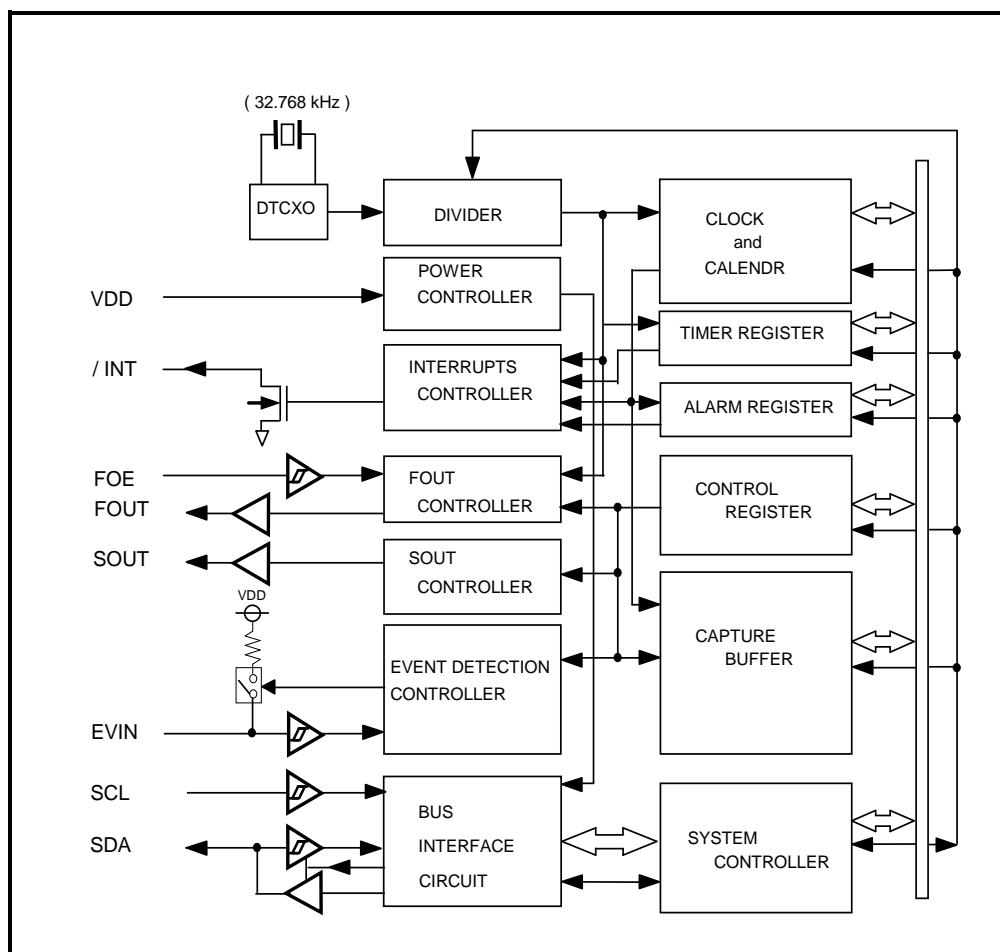 ( 32.768 kHz )
DTCXO
DIVIDER
CLOCK
and
CALENDR
POWER
CONTROLLER
VDD
TIMER REGISTER
/ INT
INTERRUPTS
CONTROLLER
ALARM REGISTER
FOE
FOUT
FOUT
CONTROLLER
CONTROL
REGISTER
SOUT
SOUT
CONTROLLER
VDD
EVENT DETECTION
CONTROLLER
CAPTURE
BUFFER
EVIN
SCL
SDA
BUS
INTERFACE
CIRCUIT
SYSTEM
CONTROLLER